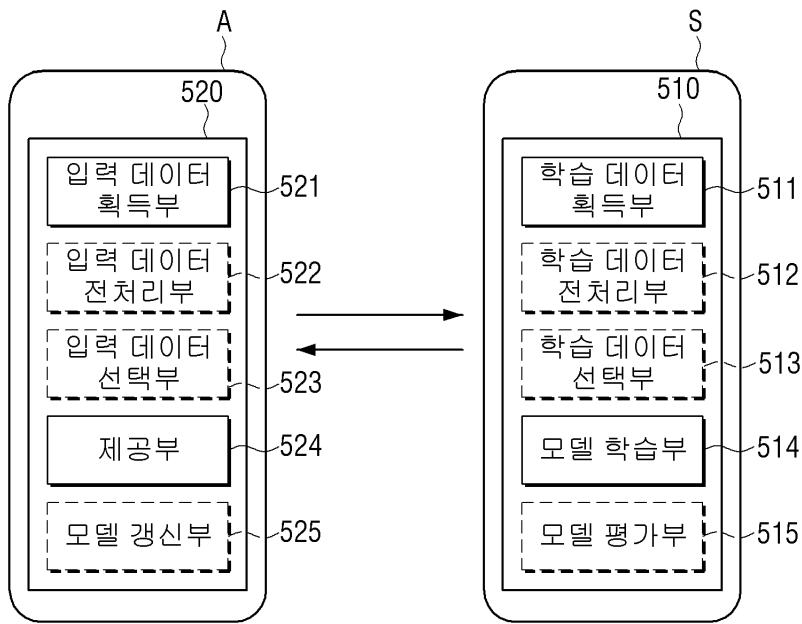 A
520
입력 데이터
획득부
521
입력 데이터
전처리부
522
입력 데이터
선택부
523
제공부
524
모델 갱신부
525
S
510
학습 데이터
획득부
511
학습 데이터
전처리부
512
학습 데이터
선택부
513
모델 학습부
514
모델 평가부
515